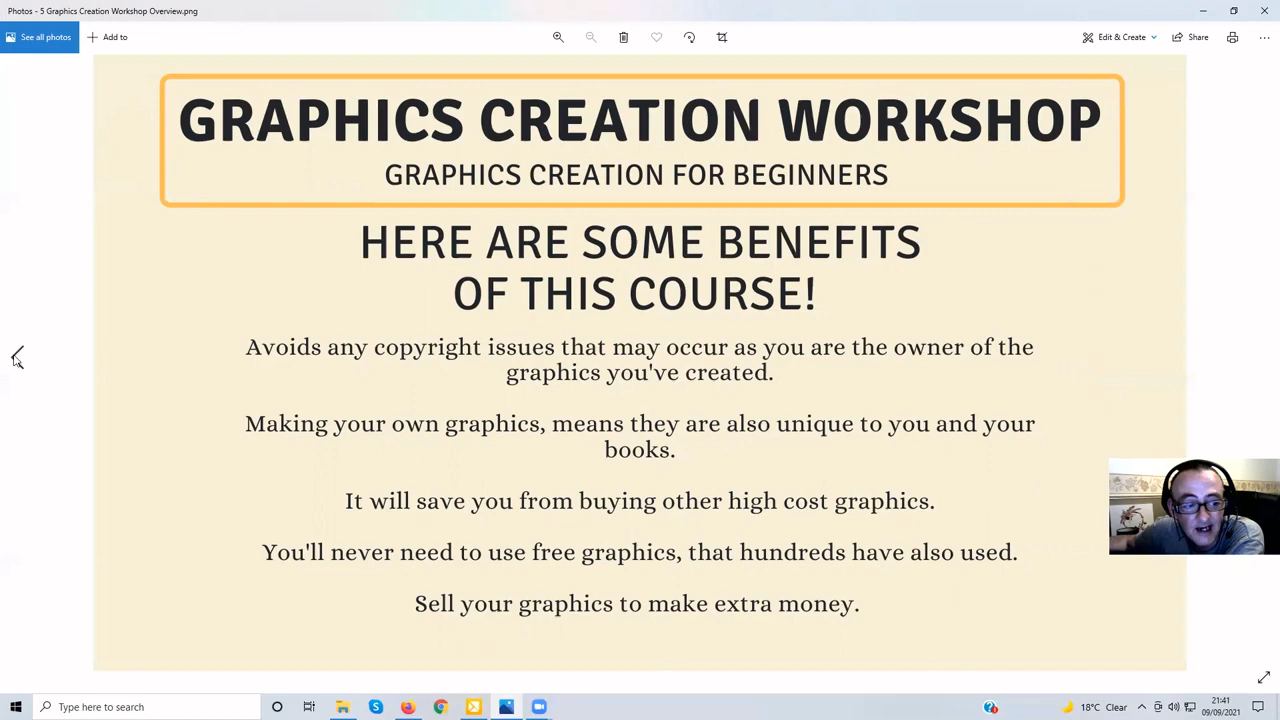 Photos - 5 Graphics Creation Workshop Overview.png
See all photos
Add to
Edit & Create
Share
GRAPHICS CREATION WORKSHOP
GRAPHICS CREATION FOR BEGINNERS
HERE ARE SOME BENEFITS
OF THIS COURSE!
Avoids any copyright issues that may occur as you are the owner of the
graphics you've created.
Making your own graphics, means they are also unique to you and your
books.
It will save you from buying other high cost graphics.
You'll never need to use free graphics, that hundreds have also used.
Sell your graphics to make extra money.
Type here to search
18°C Clear
21:41
09/09/2021